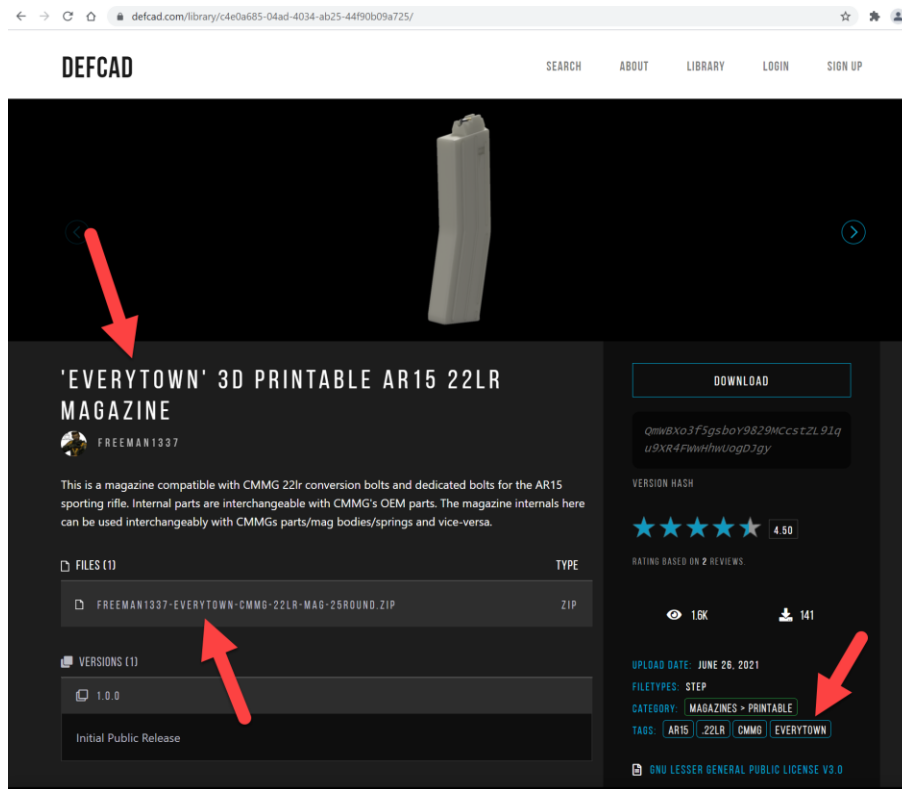 defcad.com/library/c4e0a685-04ad-4034-ab25-44f90b09a725/
DEFCAD
SEARCH ABOUT LIBRARY LOGIN SIGN UP
'EVERYTOWN' 3D PRINTABLE AR15 22LR
MAGAZINE
FREEMAN1337
This is a magazine compatible with CMMG 22lr conversion bolts and dedicated bolts for the AR15
sporting rifle. Internal parts are interchangeable with CMMG's OEM parts. The magazine internals here
can be used interchangeably with CMMGs parts/mag bodies/springs and vice-versa.
FILES (1) TYPE
FREEMAN1337-EVERYTOWN-CMMG-22LR-MAG-25ROUND.ZIP ZIP
VERSIONS (1)
1.0.0
Initial Public Release
DOWNLOAD
QmWBXo3f5gsboY9829MCcstZL91q
u9XR4FWwHhwUogDJgy
VERSION HASH
4.50
RATING BASED ON 2 REVIEWS.
1.6K 141
UPLOAD DATE: JUNE 26, 2021
FILETYPES: STEP
CATEGORY: MAGAZINES > PRINTABLE
TAGS: AR15 .22LR CMMG EVERYTOWN
GNU LESSER GENERAL PUBLIC LICENSE V3.0